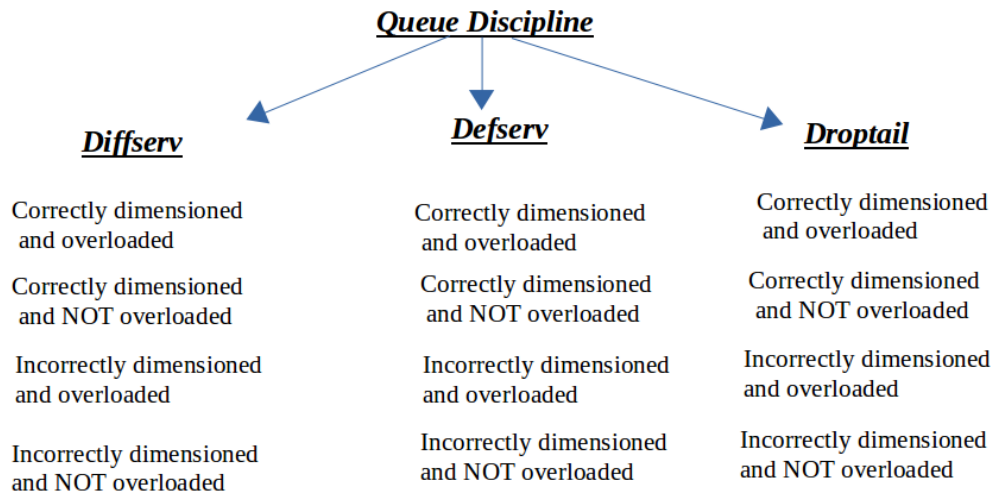 Queue Discipline
Diffserv
Defserv
Droptail
Correctly dimensioned
and overloaded
Correctly dimensioned
and NOT overloaded
Incorrectly dimensioned
and overloaded
Incorrectly dimensioned
and NOT overloaded
Correctly dimensioned
and overloaded
Correctly dimensioned
and NOT overloaded
Incorrectly dimensioned
and overloaded
Incorrectly dimensioned
and NOT overloaded
Correctly dimensioned
and overloaded
Correctly dimensioned
and NOT overloaded
Incorrectly dimensioned
and overloaded
Incorrectly dimensioned
and NOT overloaded